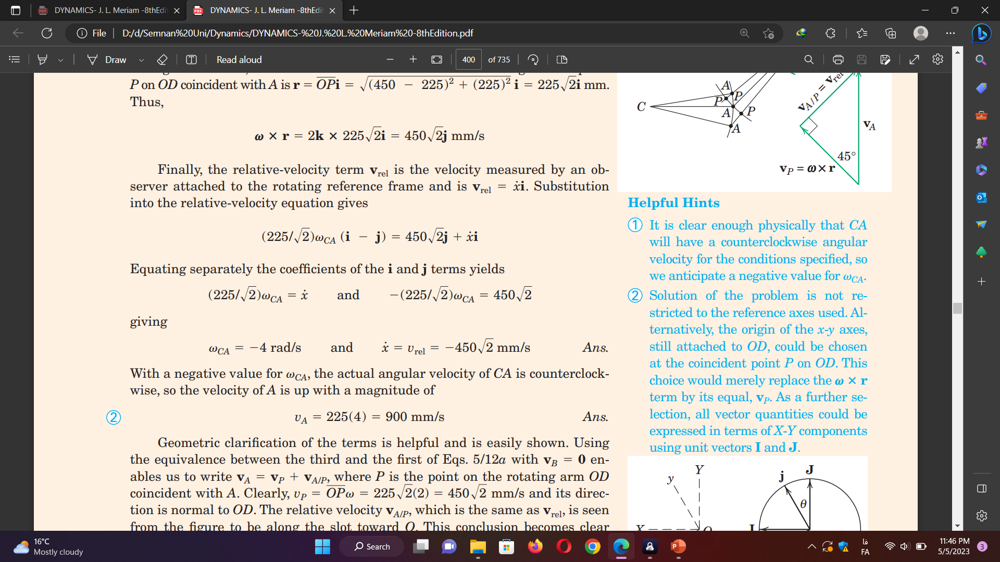 DYNAMICS- J. L. Meriam -8thEdi
DYNAMICS- J. L. Meriam -8thEdit
File
D:/d/Semnan%20Uni/Dynamics/DYNAMICS-%20J.%20L.%20Meriam%20-8thEdition.pdf
Draw
Read aloud
400
of 735
P on OD coincident with A is r = OPi = √(450 − 225)² + (225)² i = 225√2i mm.
Thus,
ω × r = 2k × 225√2i = 450√2j mm/s
Finally, the relative-velocity term v_rel is the velocity measured by an ob-
server attached to the rotating reference frame and is v_rel = ẋi. Substitution
into the relative-velocity equation gives
(225/√2)ω_CA (i − j) = 450√2j + ẋi
Equating separately the coefficients of the i and j terms yields
(225/√2)ω_CA = ẋ and −(225/√2)ω_CA = 450√2
giving
ω_CA = −4 rad/s and ẋ = v_rel = −450√2 mm/s Ans.
With a negative value for ω_CA, the actual angular velocity of CA is counterclock-
wise, so the velocity of A is up with a magnitude of
② v_A = 225(4) = 900 mm/s Ans.
Geometric clarification of the terms is helpful and is easily shown. Using
the equivalence between the third and the first of Eqs. 5/12a with v_B = 0 en-
ables us to write v_A = v_P + v_A/P, where P is the point on the rotating arm OD
coincident with A. Clearly, v_P = OPω = 225√2(2) = 450√2 mm/s and its direc-
tion is normal to OD. The relative velocity v_A/P, which is the same as v_rel, is seen
from the figure to be along the slot toward O. This conclusion becomes clear
C
A
P
P
A
P
A
v_A/P = v_rel
v_A
45°
v_P = ω × r
Helpful Hints
① It is clear enough physically that CA
will have a counterclockwise angular
velocity for the conditions specified, so
we anticipate a negative value for ω_CA.
② Solution of the problem is not re-
stricted to the reference axes used. Al-
ternatively, the origin of the x-y axes,
still attached to OD, could be chosen
at the coincident point P on OD. This
choice would merely replace the ω × r
term by its equal, v_P. As a further se-
lection, all vector quantities could be
expressed in terms of X-Y components
using unit vectors I and J.
y
Y
j
J
θ
X
O
I
16°C
Mostly cloudy
Search
فا
FA
11:46 PM
5/5/2023
3